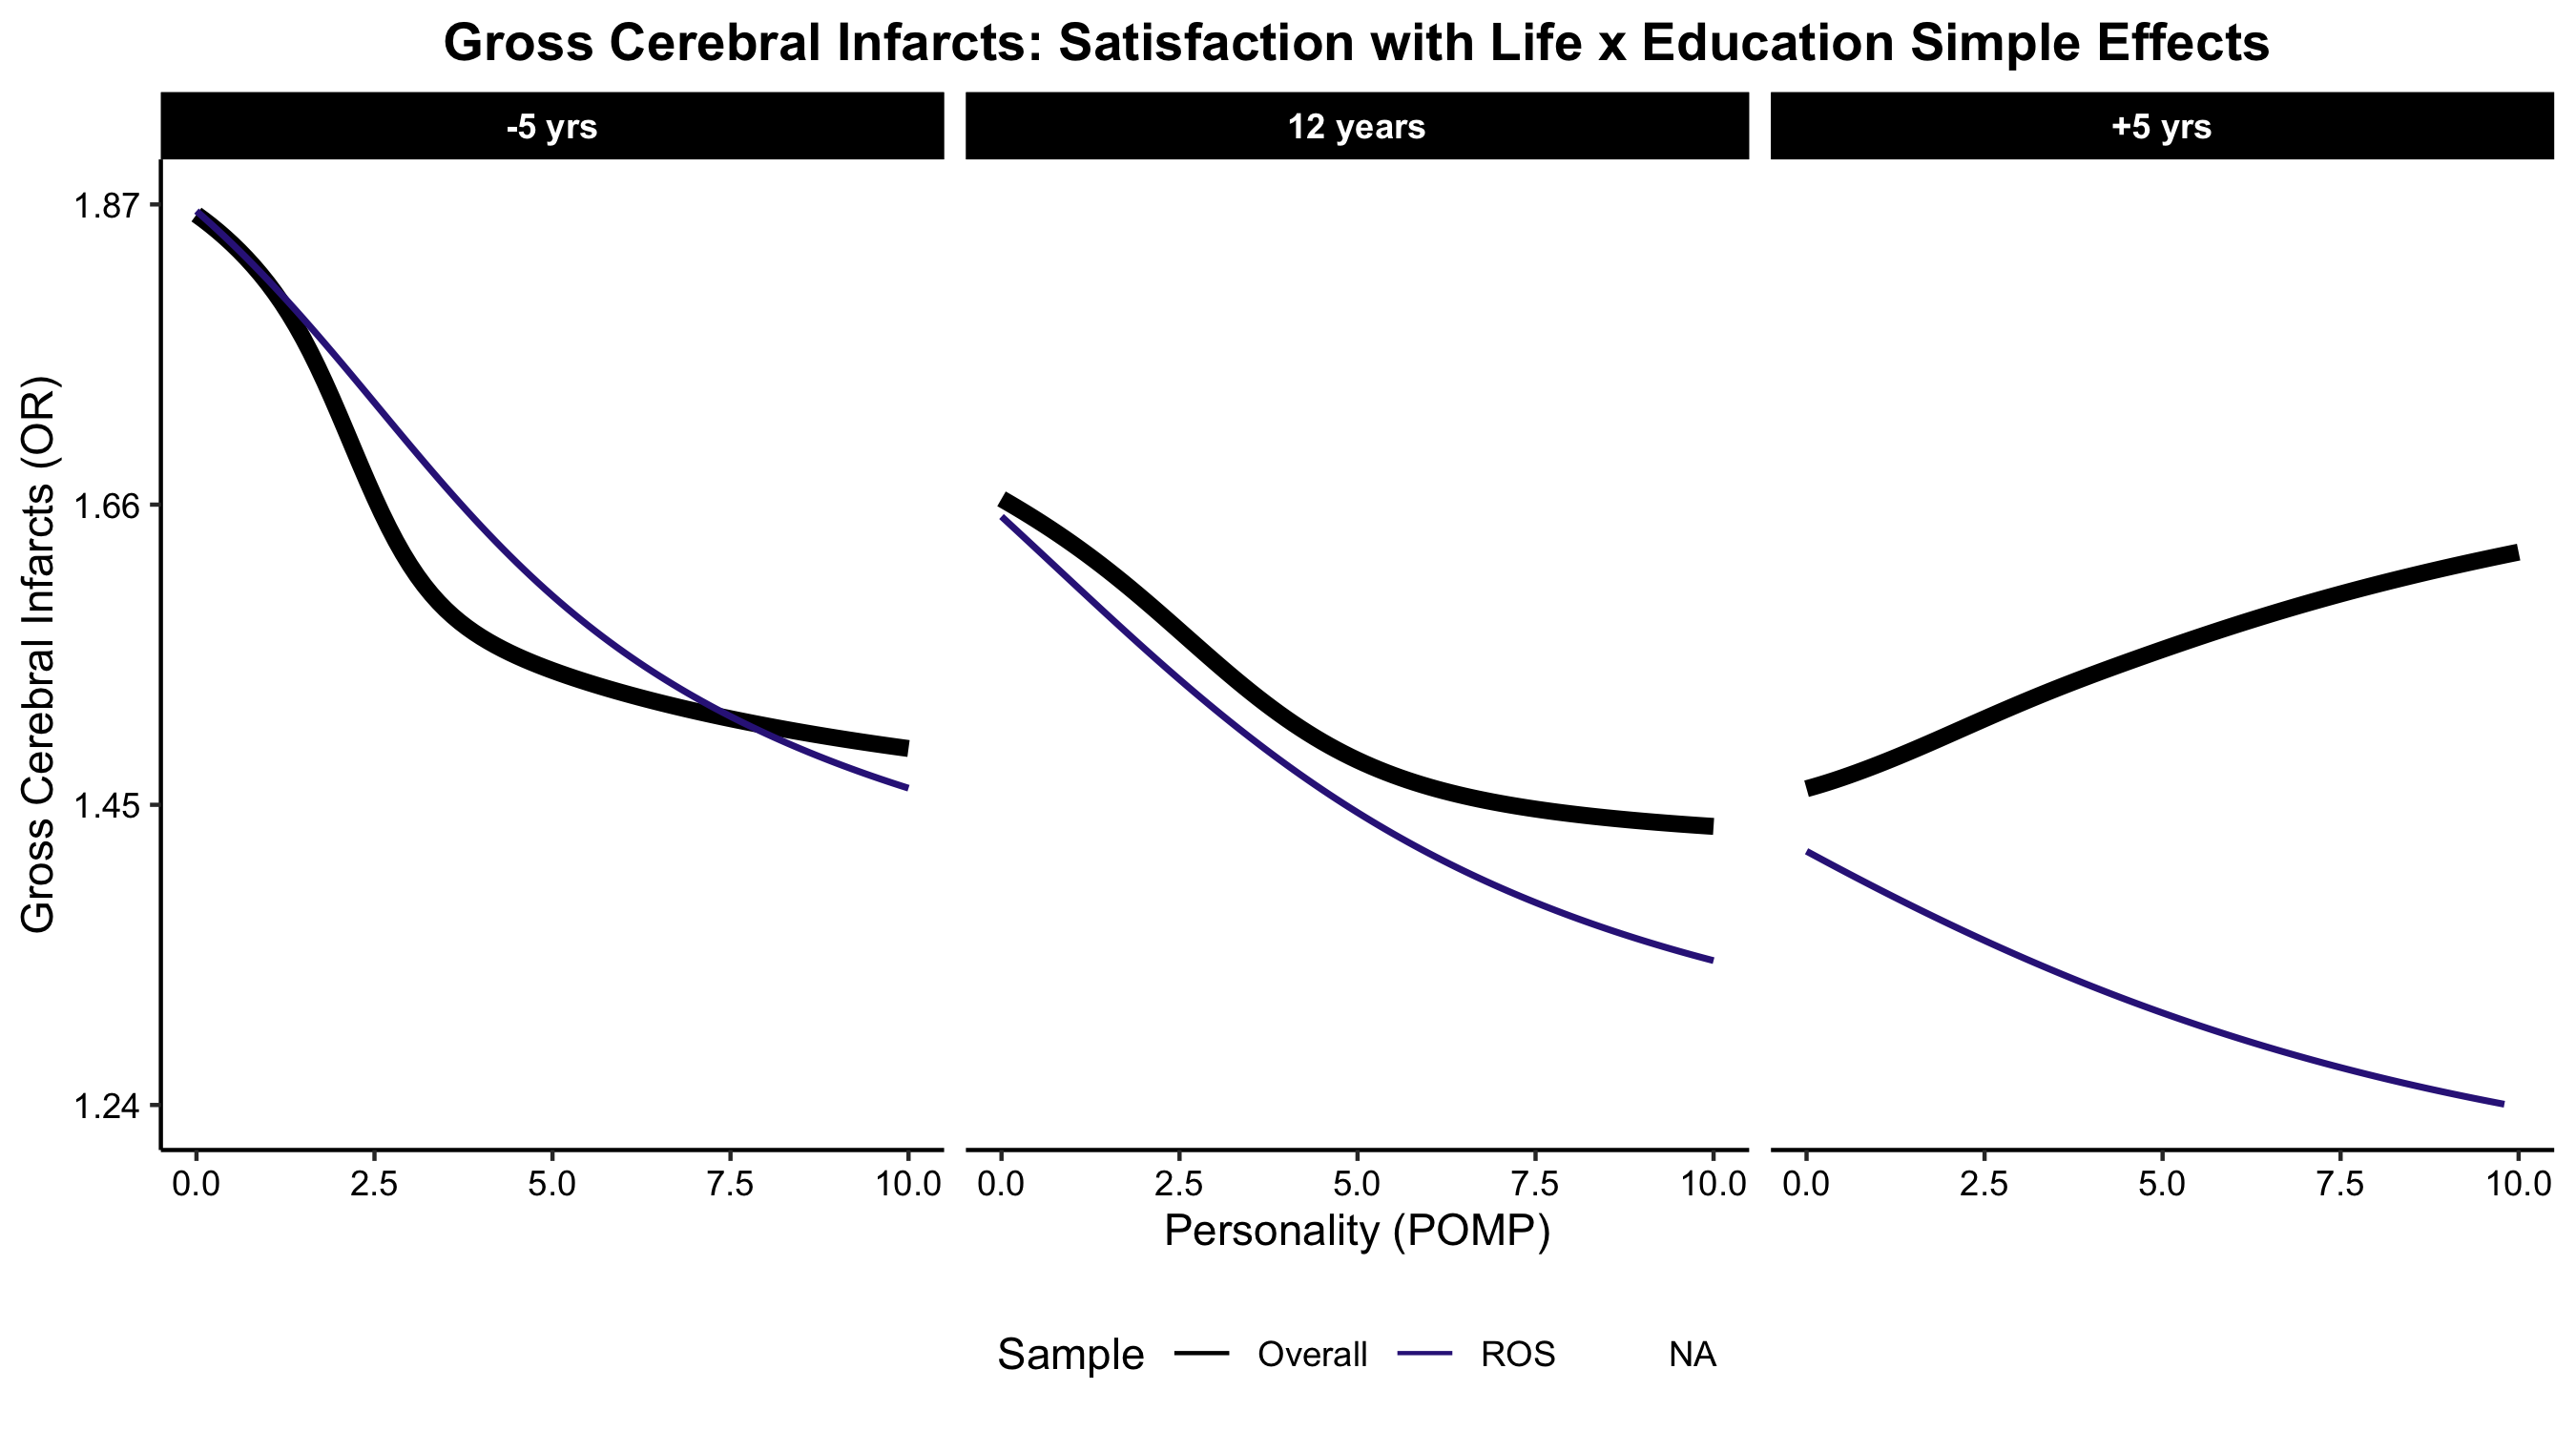 Gross Cerebral Infarcts: Satisfaction with Life x Education Simple Effects
-5 yrs
12 years
+5 yrs
Gross Cerebral Infarcts (OR)
1.87
1.66
1.45
1.24
0.0 2.5 5.0 7.5 10.0
0.0 2.5 5.0 7.5 10.0
0.0 2.5 5.0 7.5 10.0
Personality (POMP)
Sample Overall ROS NA